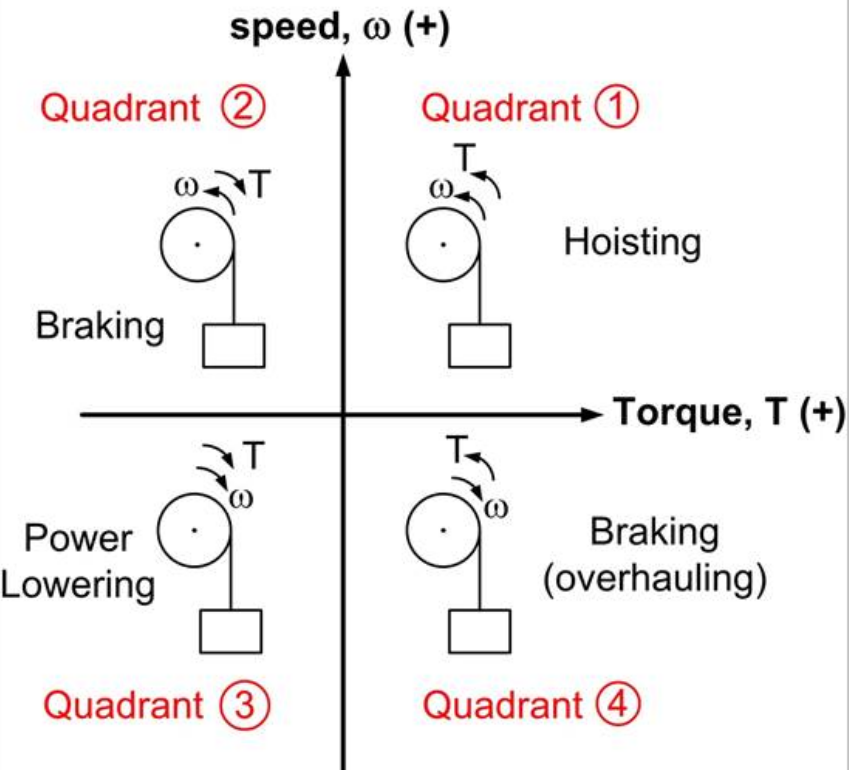 speed, ω (+)
Quadrant ②
Quadrant ①
ω T
T
ω
Hoisting
Braking
Torque, T (+)
T
ω
T
ω
Power
Lowering
Braking
(overhauling)
Quadrant ③
Quadrant ④